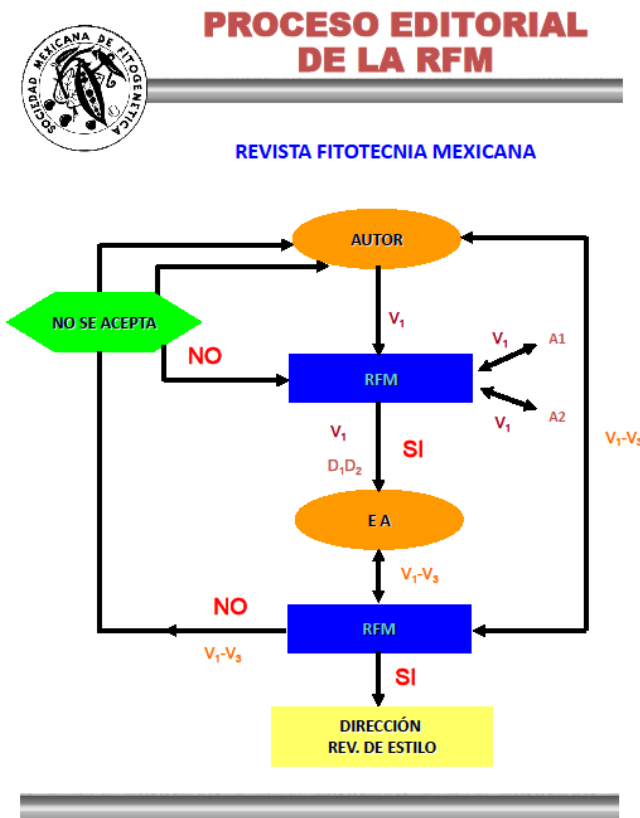 PROCESO EDITORIAL
DE LA RFM
SOCIEDAD MEXICANA DE FITOGENETICA
REVISTA FITOTECNIA MEXICANA
AUTOR
NO SE ACEPTA
V₁
NO
RFM
V₁
A1
V₁
A2
V₁
SI
D₁D₂
V₁-V₃
E A
V₁-V₃
NO
RFM
V₁-V₃
SI
DIRECCIÓN
REV. DE ESTILO